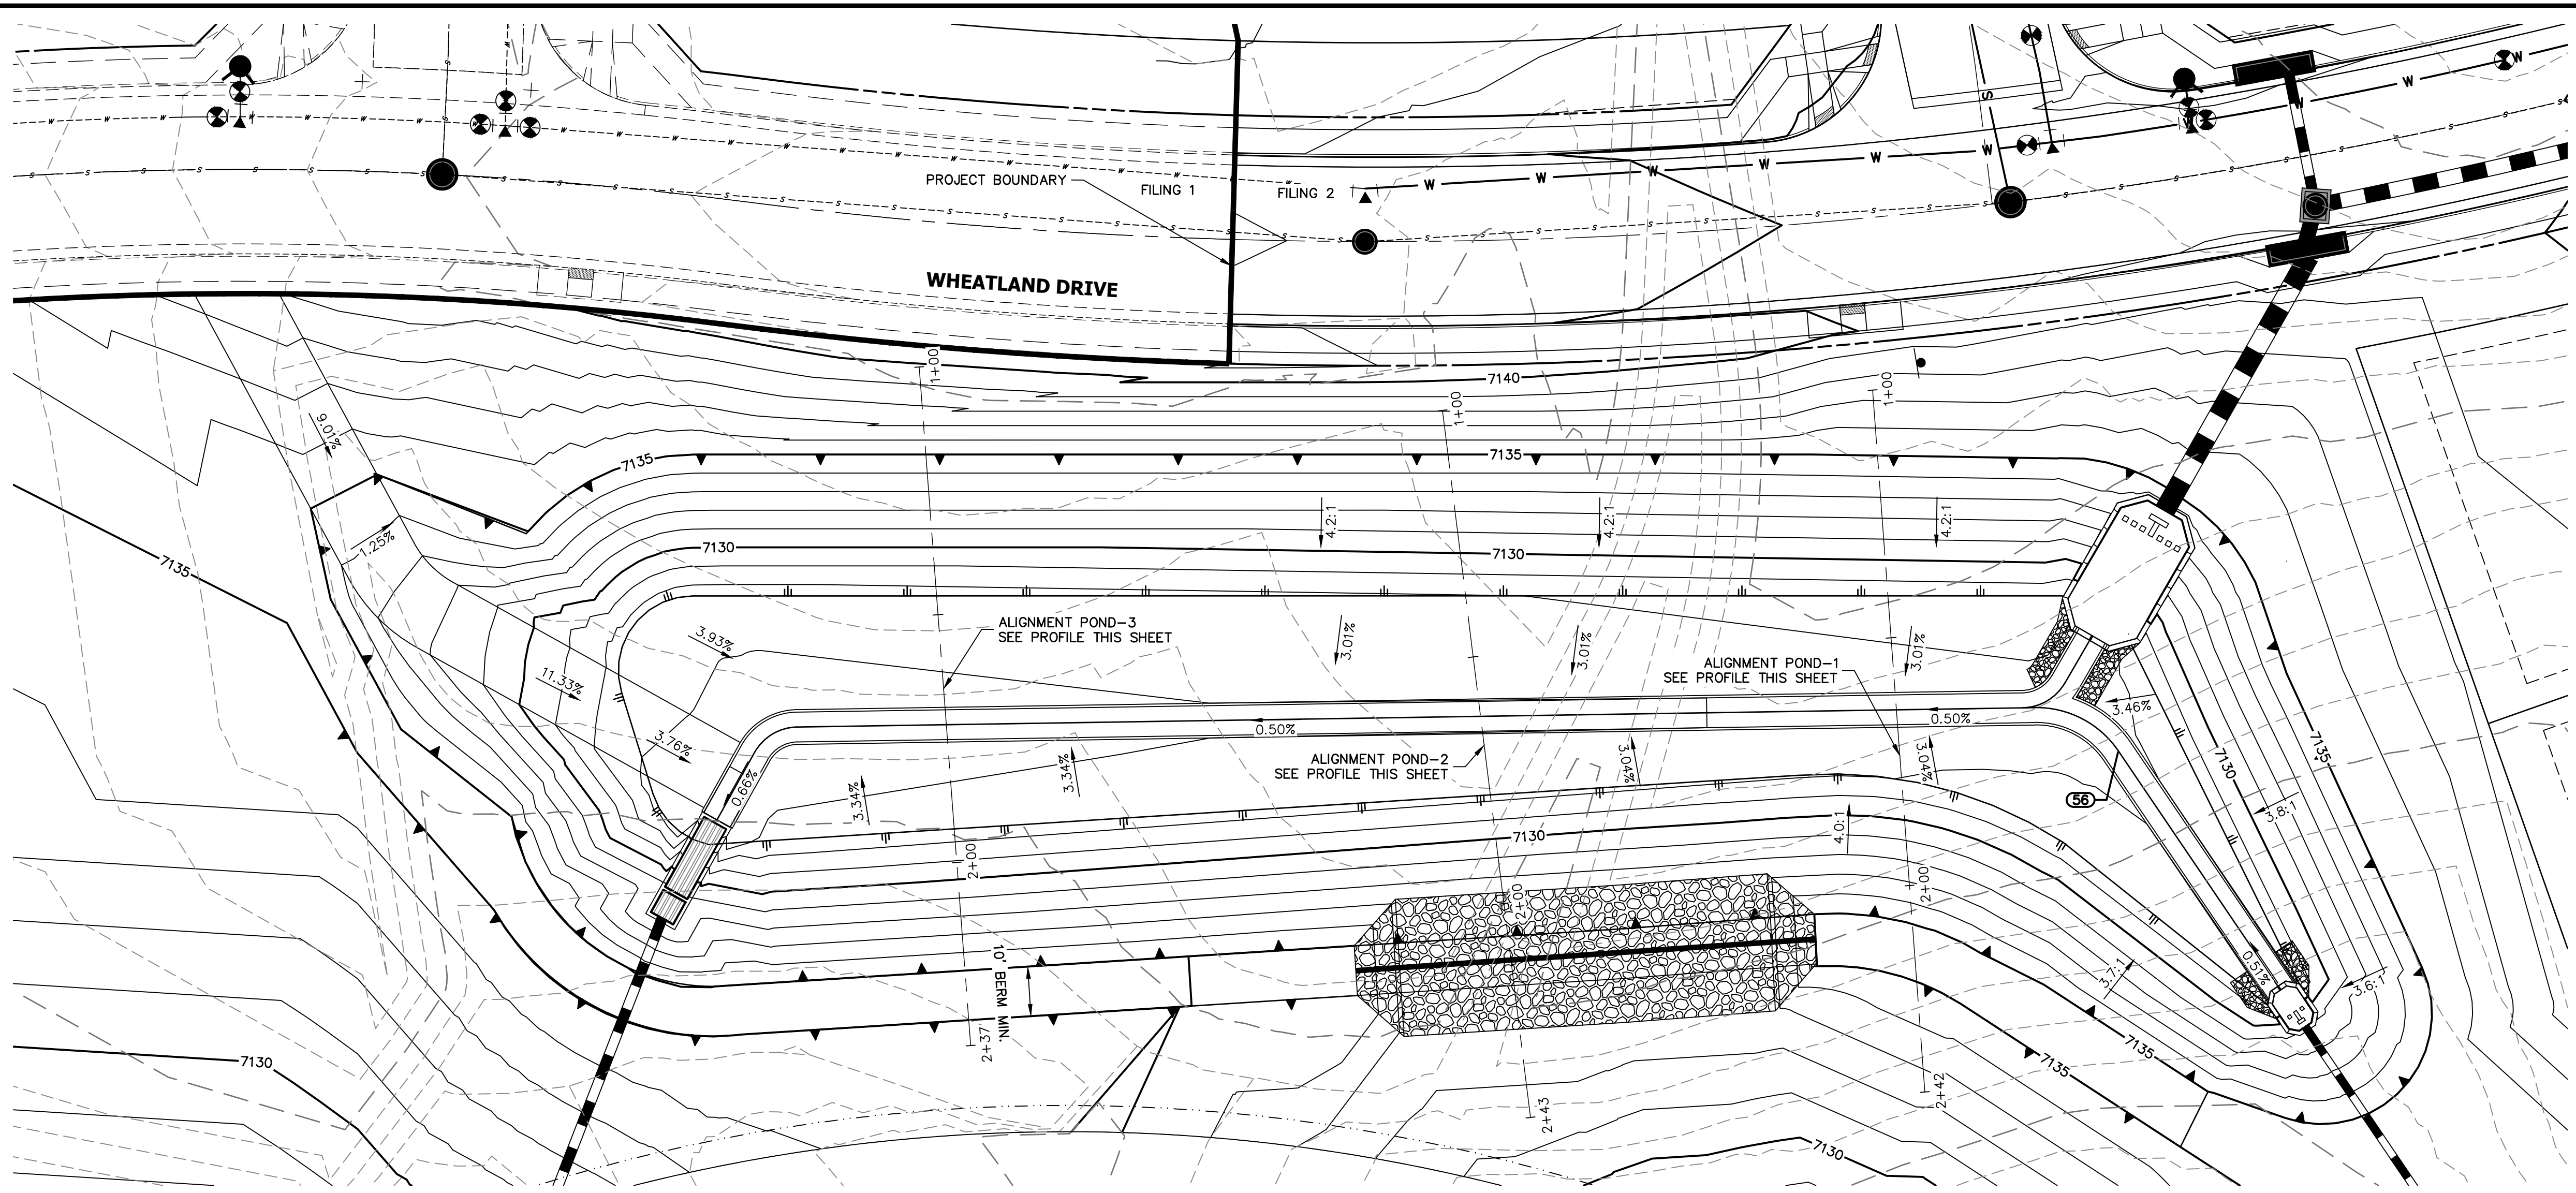 PROJECT BOUNDARY
FILING 1
FILING 2
WHEATLAND DRIVE
W
W
W
W
W
W
W
W
S
1+00
1+00
1+00
7140
9.01%
7135
7135
7135
1.25%
4.2:1
4.2:1
4.2:1
7130
7130
ALIGNMENT POND-3
SEE PROFILE THIS SHEET
3.93%
11.33%
3.76%
3.01%
3.01%
3.01%
ALIGNMENT POND-1
SEE PROFILE THIS SHEET
0.50%
0.50%
3.46%
ALIGNMENT POND-2
SEE PROFILE THIS SHEET
0.66%
3.34%
3.34%
3.04%
3.04%
56
7130
7135
3.8:1
4.0:1
7130
2+00
2+00
2+00
10' BERM MIN.
0.51%
3.7:1
3.6:1
2+37
7135
7135
7130
2+42
2+43
7130